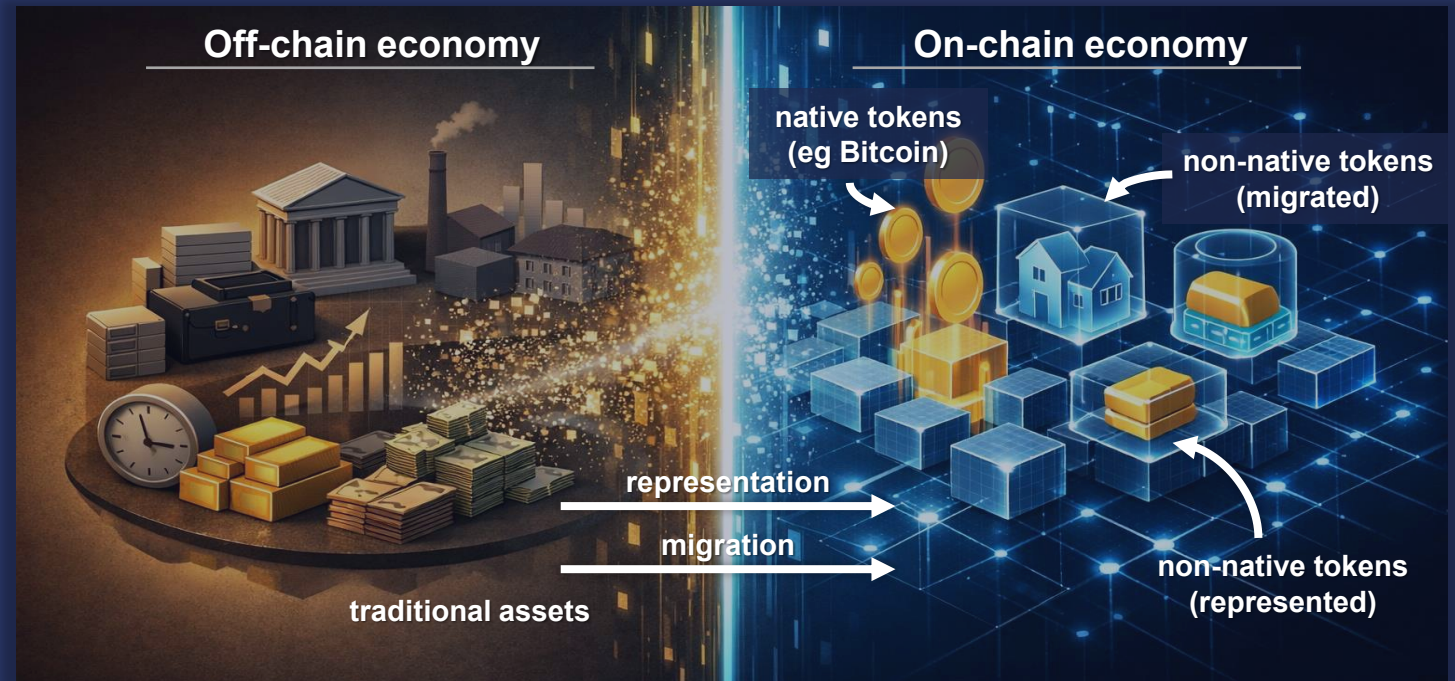 Off-chain economy
On-chain economy
native tokens
(eg Bitcoin)
non-native tokens
(migrated)
representation
migration
traditional assets
non-native tokens
(represented)